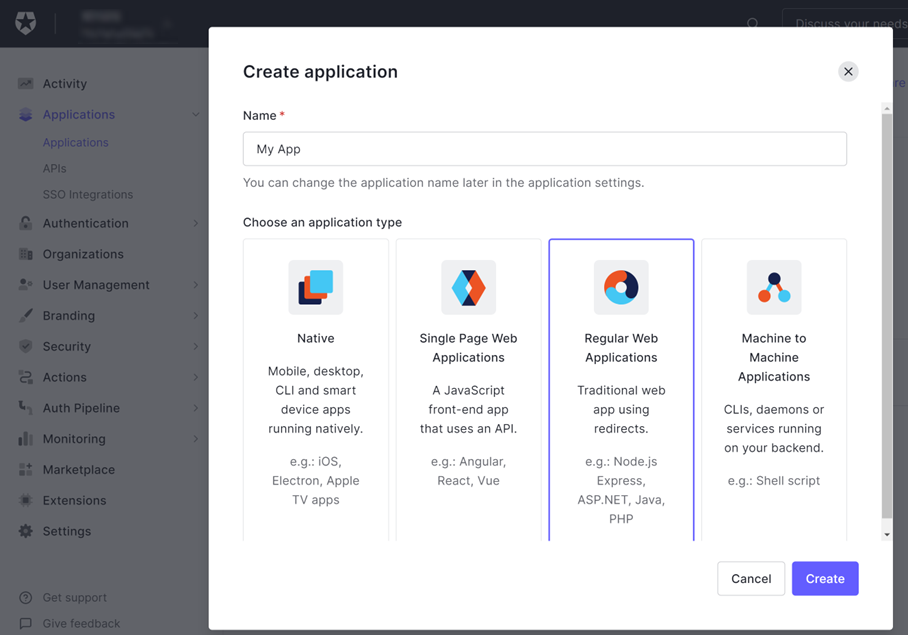 Discuss your needs
Activity
Applications
Applications
APIs
SSO Integrations
Authentication
Organizations
User Management
Branding
Security
Actions
Auth Pipeline
Monitoring
Marketplace
Extensions
Settings
Get support
Give feedback
Create application
Name *
My App
You can change the application name later in the application settings.
Choose an application type
Native
Mobile, desktop,
CLI and smart
device apps
running natively.
e.g.: iOS,
Electron, Apple
TV apps
Single Page Web
Applications
A JavaScript
front-end app
that uses an API.
e.g.: Angular,
React, Vue
Regular Web
Applications
Traditional web
app using
redirects.
e.g.: Node.js
Express,
ASP.NET, Java,
PHP
Machine to
Machine
Applications
CLIs, daemons or
services running
on your backend.
e.g.: Shell script
Cancel
Create